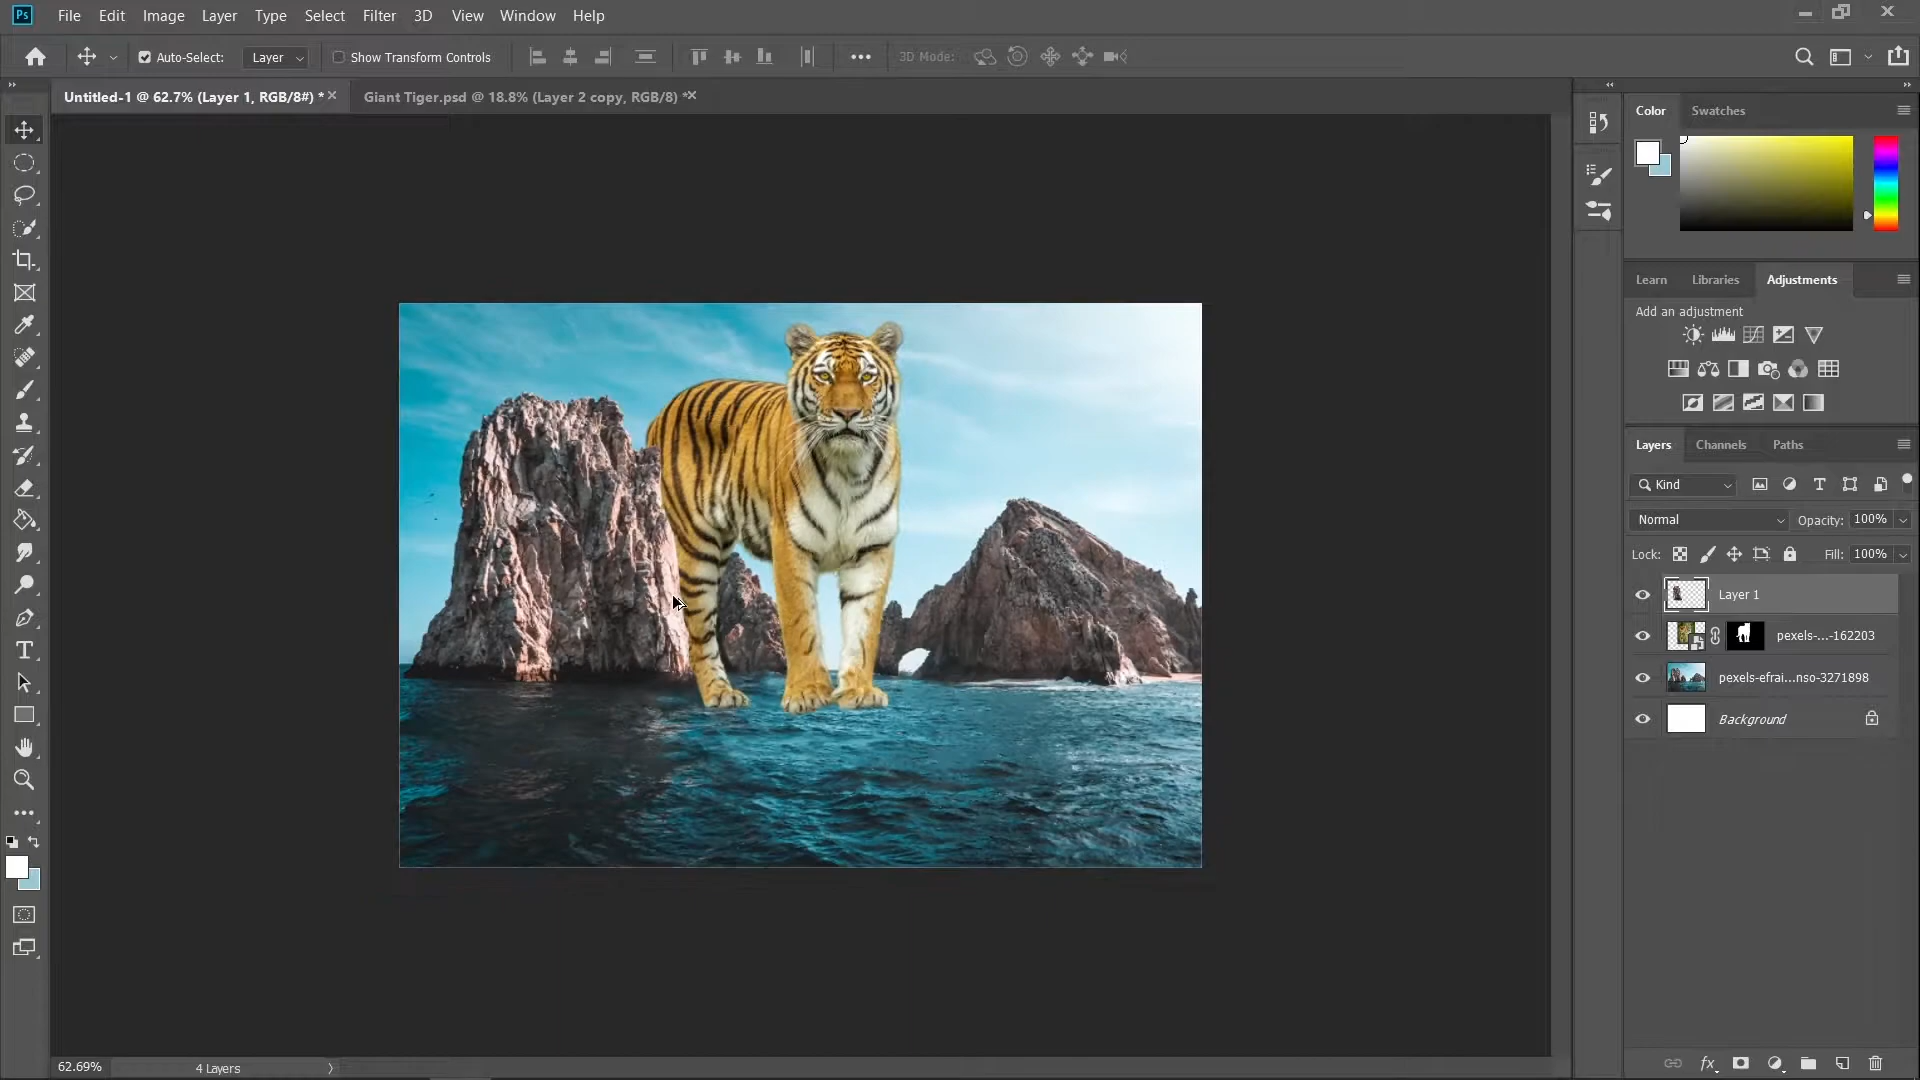 Ps File Edit Image Layer Type Select Filter 3D View Window Help
Auto-Select: Layer Show Transform Controls 3D Mode:
Untitled-1 @ 62.7% (Layer 1, RGB/8#) * Giant Tiger.psd @ 18.8% (Layer 2 copy, RGB/8) *
Color Swatches
Learn Libraries Adjustments
Add an adjustment
Layers Channels Paths
Kind
Normal Opacity: 100%
Lock: Fill: 100%
Layer 1
pexels-...-162203
pexels-efrai...nso-3271898
Background
62.69% 4 Layers